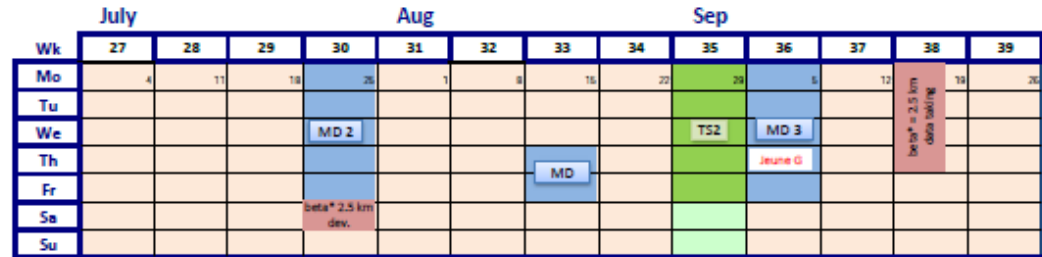 July Aug Sep
Wk 27 28 29 30 31 32 33 34 35 36 37 38 39
Mo 4 11 18 25 1 8 15 22 29 5 12 19 26
Tu
We MD 2 TS2 MD 3
beta* = 2.5 km
data taking
Th Jeune G
MD
Fr
Sa beta* 2.5 km
dev.
Su